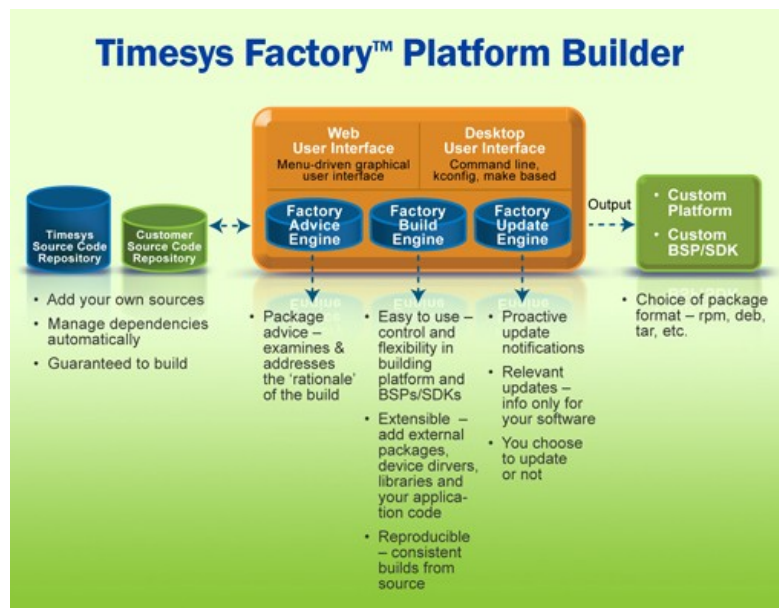 Timesys Factory™ Platform Builder
Web
User Interface
Menu-driven graphical
user interface
Desktop
User Interface
Command line,
kconfig, make based
Timesys
Source Code
Repository
Customer
Source Code
Repository
Factory
Advice
Engine
Factory
Build
Engine
Factory
Update
Engine
Output
• Custom
Platform
• Custom
BSP/SDK
• Add your own sources
• Manage dependencies
automatically
• Guaranteed to build
• Package
advice –
examines &
addresses
the ‘rationale’
of the build
• Easy to use –
control and
flexibility in
building
platform and
BSPs/SDKs
• Extensible –
add external
packages,
device dirvers,
libraries and
your applica-
tion code
• Reproducible
– consistent
builds from
source
• Proactive
update
notifications
• Relevant
updates –
info only for
your software
• You choose
to update
or not
• Choice of package
format – rpm, deb,
tar, etc.